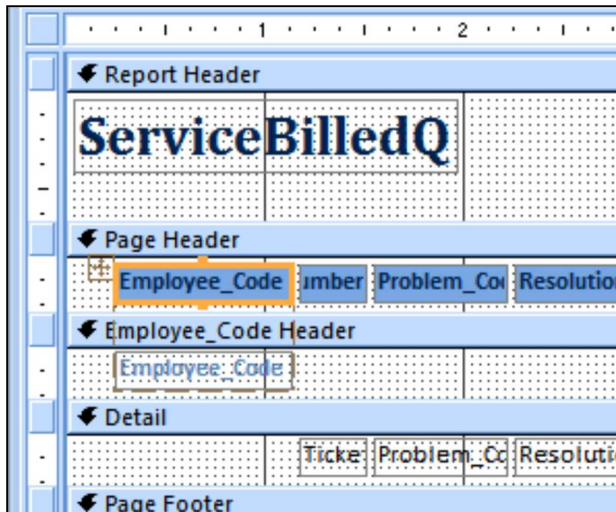 1 2
Report Header
ServiceBilledQ
Page Header
Employee_Code umber Problem_Co Resolution
Employee_Code Header
Employee_Code
Detail
Ticke Problem_Cc Resoluti
Page Footer